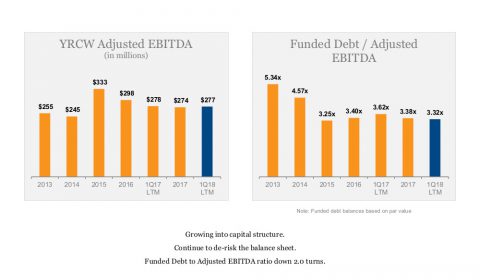 YRCW Adjusted EBITDA
(in millions)
$255
$245
$333
$298
$278
$274
$277
2013
2014
2015
2016
1Q17
LTM
2017
1Q18
LTM
Funded Debt / Adjusted
EBITDA
5.34x
4.57x
3.25x
3.40x
3.62x
3.38x
3.32x
2013
2014
2015
2016
1Q17
LTM
2017
1Q18
LTM
Note: Funded debt balances based on par value
Growing into capital structure.
Continue to de-risk the balance sheet.
Funded Debt to Adjusted EBITDA ratio down 2.0 turns.